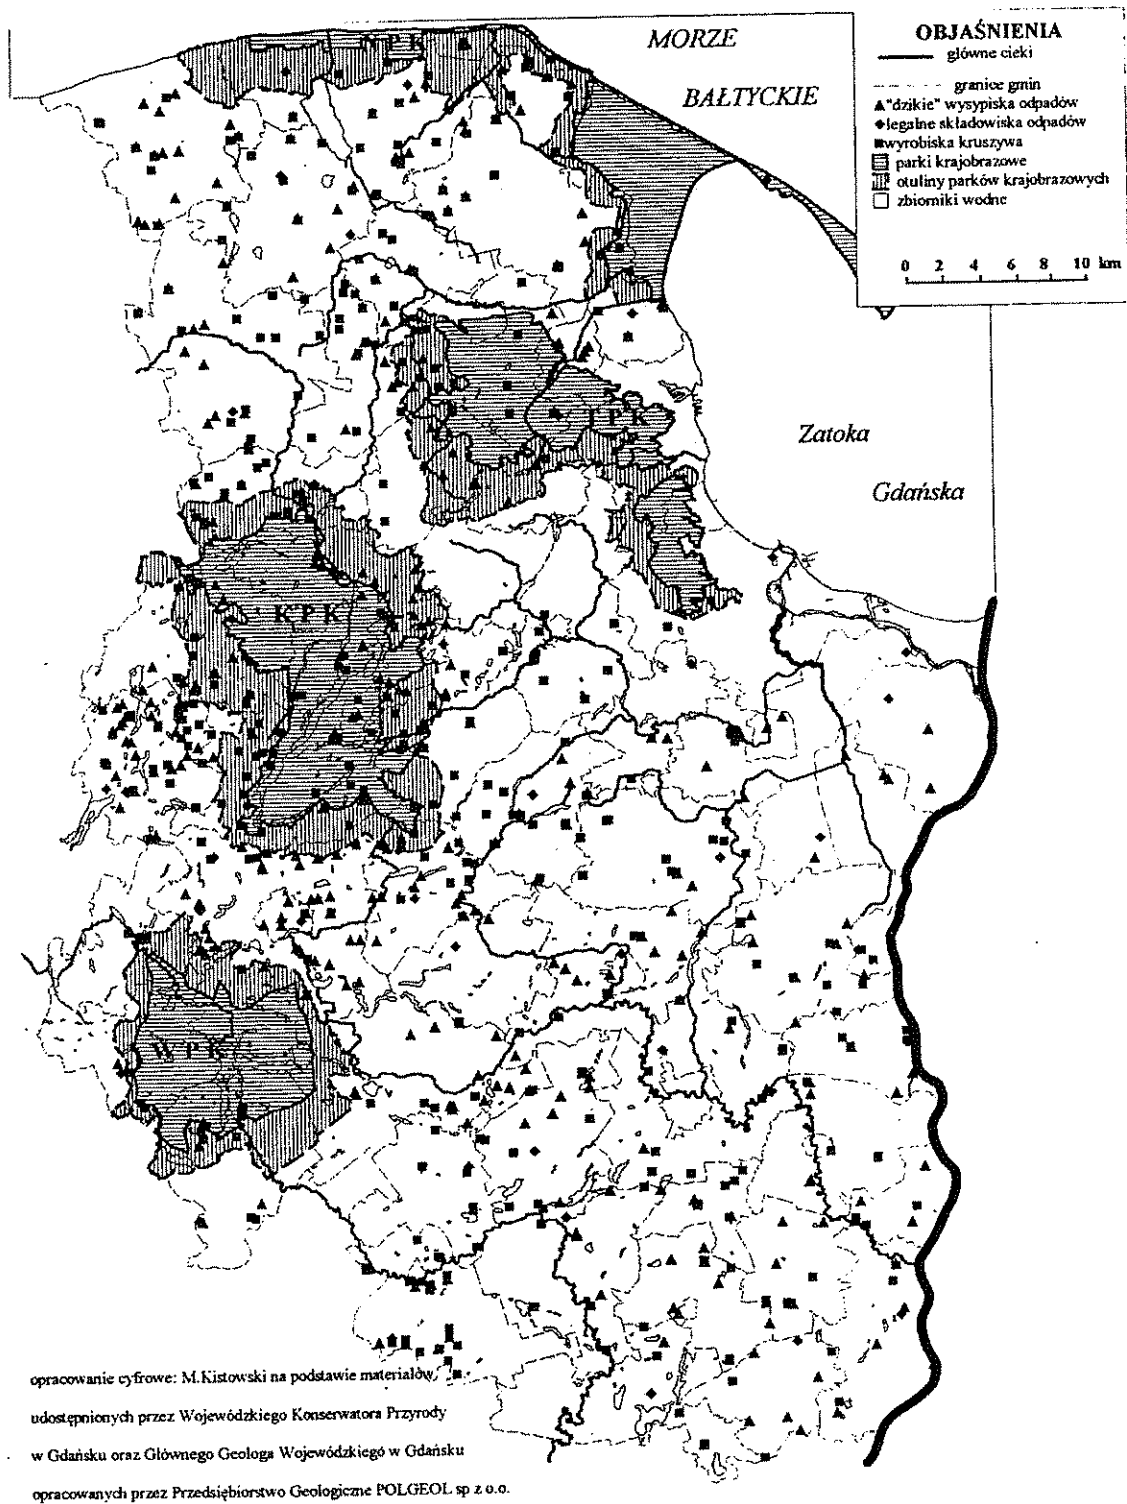 MORZE
BAŁTYCKIE
OBJAŚNIENIA
główne cieki
granice gmin
"dzikie" wysypiska odpadów
legalne składowiska odpadów
wyrobiska kruszywa
parki krajobrazowe
otuliny parków krajobrazowych
zbiorniki wodne
0 2 4 6 8 10 km
N P K
T P K
Zatoka
Gdańska
K P K
W P K
opracowanie cyfrowe: M.Kistowski na podstawie materiałów,
udostępnionych przez Wojewódzkiego Konserwatora Przyrody
w Gdańsku oraz Głównego Geologa Wojewódzkiego w Gdańsku
opracowanych przez Przedsiębiorstwo Geologiczne POLGEOL sp z o.o.